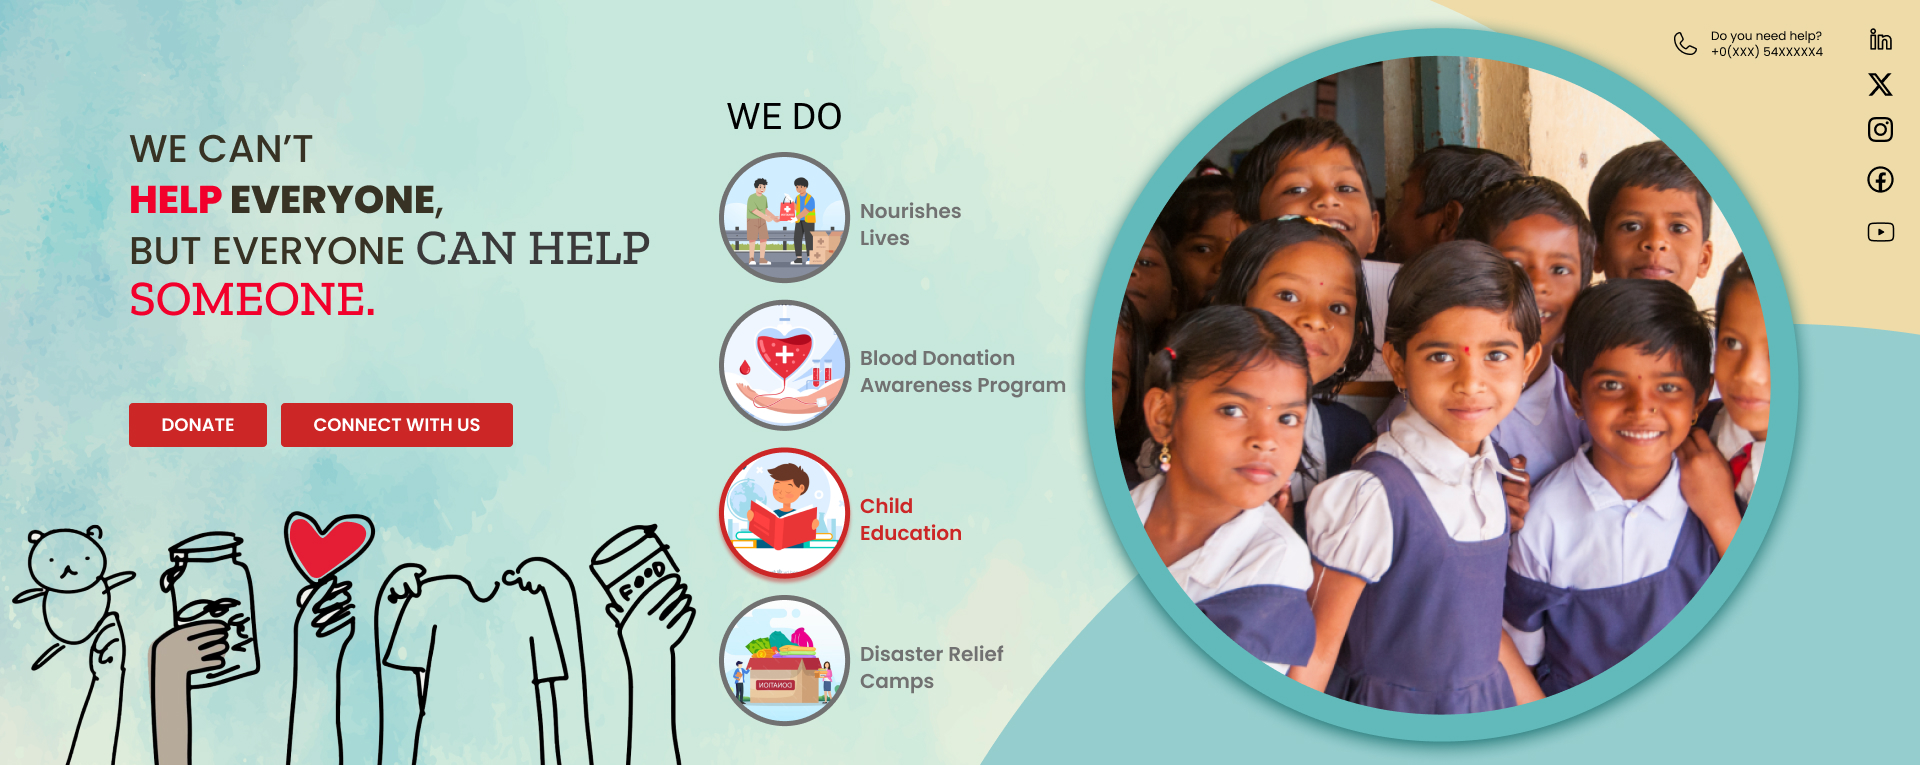 WE CAN'T
HELP EVERYONE,
BUT EVERYONE CAN HELP
SOMEONE.
DONATE
CONNECT WITH US
FOOD
WE DO
Nourishes
Lives
Blood Donation
Awareness Program
Child
Education
Disaster Relief
Camps
DONATION
Do you need help?
+0(XXX) 54XXXXX4